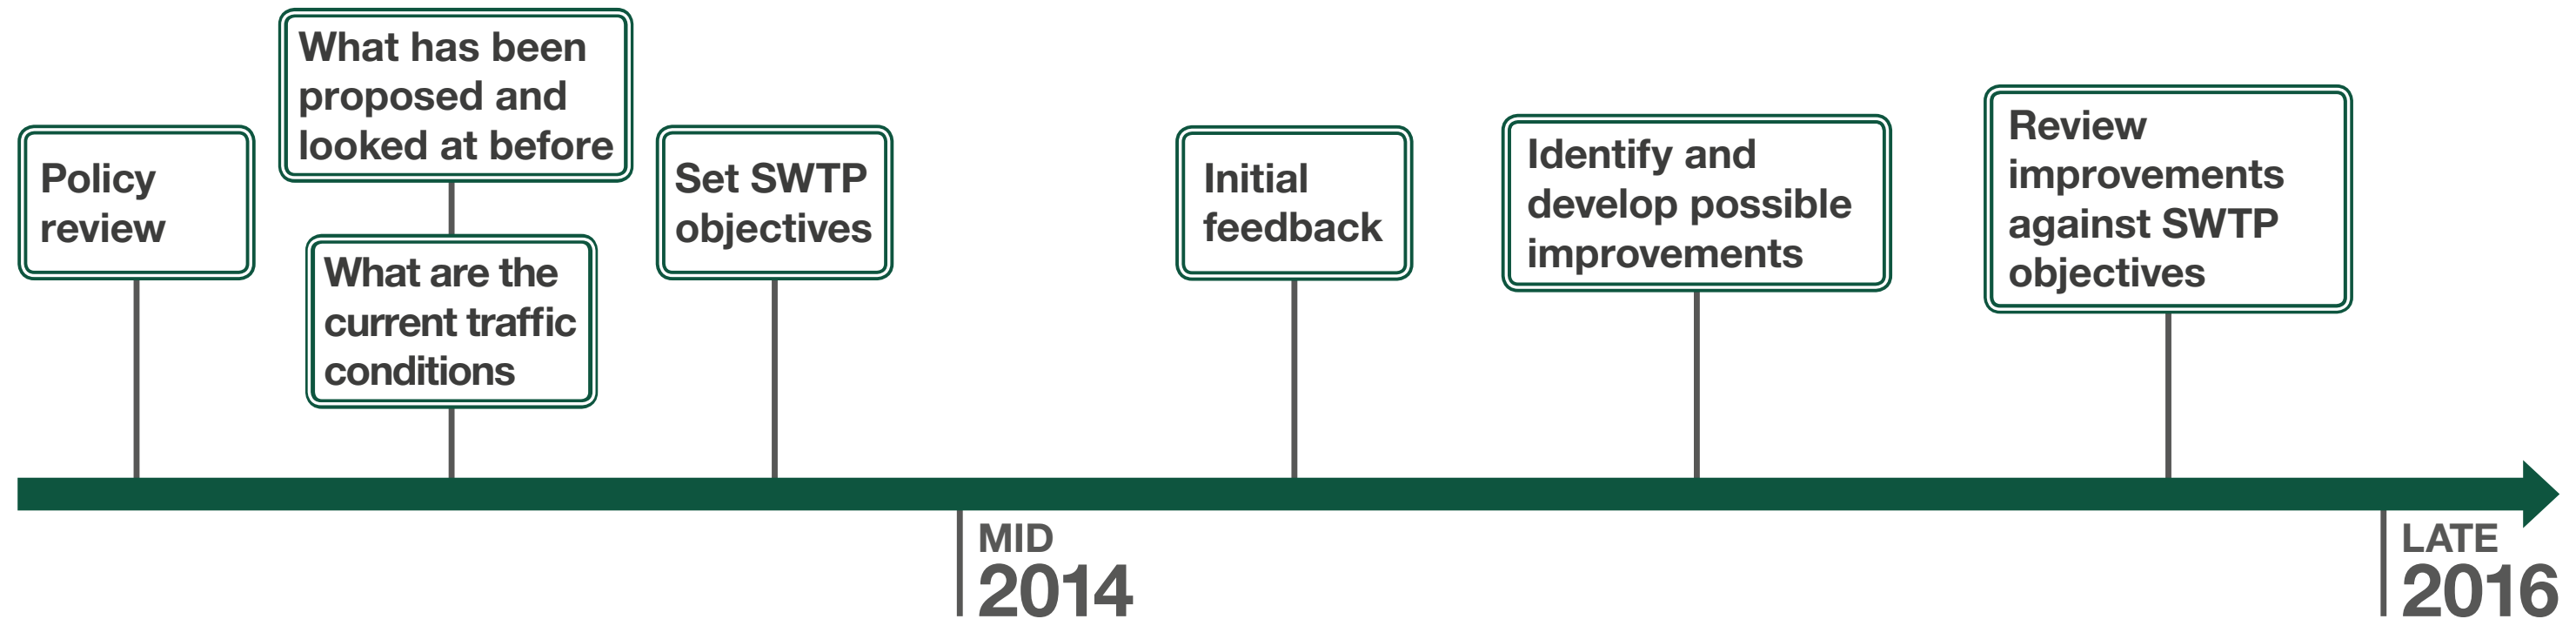 Policy
review
What has been
proposed and
looked at before
What are the
current traffic
conditions
Set SWTP
objectives
Initial
feedback
Identify and
develop possible
improvements
Review
improvements
against SWTP
objectives
MID
2014
LATE
2016